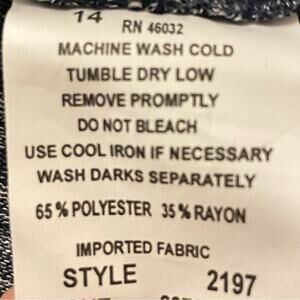 14 RN 46032
MACHINE WASH COLD
TUMBLE DRY LOW
REMOVE PROMPTLY
DO NOT BLEACH
USE COOL IRON IF NECESSARY
WASH DARKS SEPARATELY
65% POLYESTER 35% RAYON
IMPORTED FABRIC
STYLE 2197